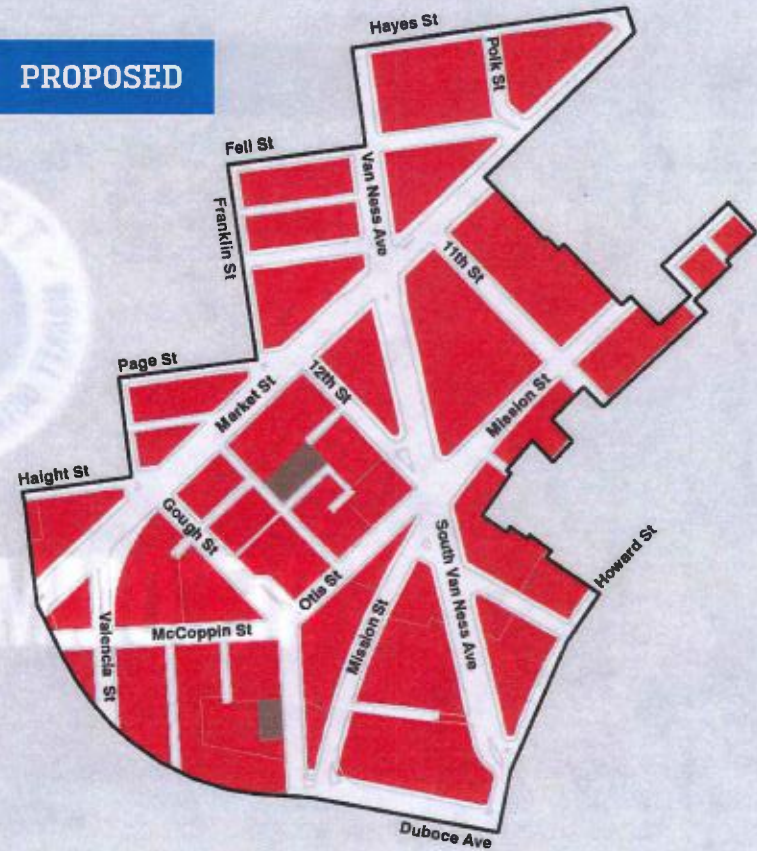 PROPOSED
Hayes St
Polk St
Fell St
Van Ness Ave
Franklin St
11th St
Page St
12th St
Market St
Mission St
Haight St
Gough St
Otis St
South Van Ness Ave
Howard St
McCoppin St
Mission St
Valencia St
Duboce Ave